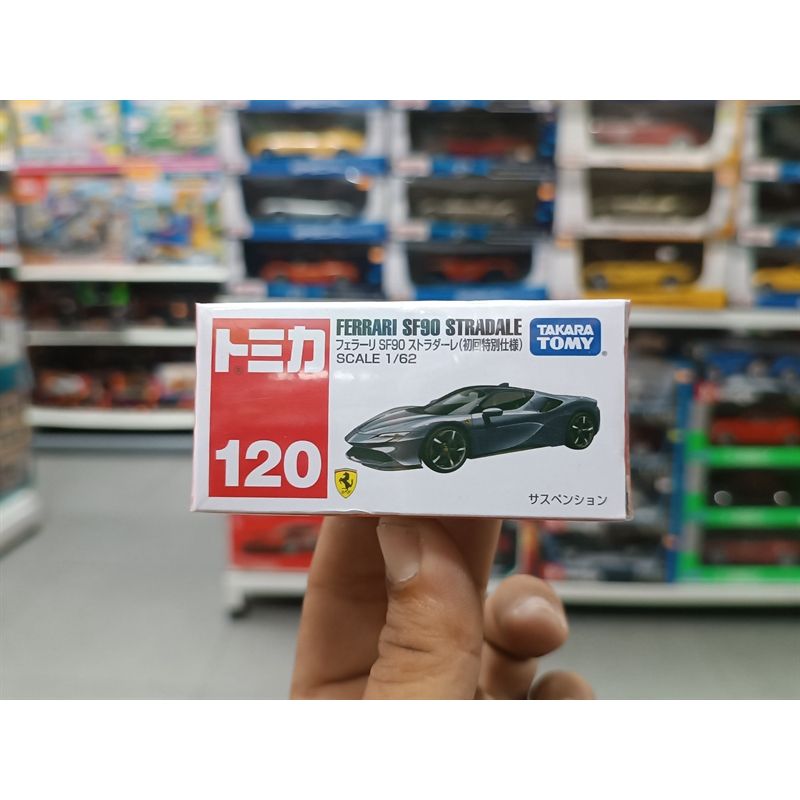 トミカ
®
120
FERRARI SF90 STRADALE
フェラーリ SF90 ストラダーレ(初回特別仕様)
SCALE 1/62
TAKARA
TOMY
サスペンション